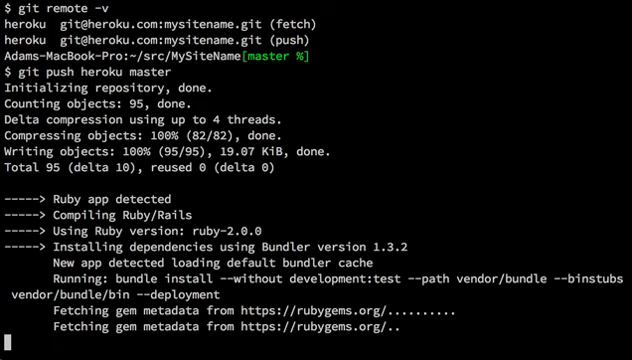 $ git remote -v
heroku  git@heroku.com:mysitename.git (fetch)
heroku  git@heroku.com:mysitename.git (push)
Adams-MacBook-Pro:~/src/MySiteName[master %]
$ git push heroku master
Initializing repository, done.
Counting objects: 95, done.
Delta compression using up to 4 threads.
Compressing objects: 100% (82/82), done.
Writing objects: 100% (95/95), 19.07 KiB, done.
Total 95 (delta 10), reused 0 (delta 0)
-----> Ruby app detected
-----> Compiling Ruby/Rails
-----> Using Ruby version: ruby-2.0.0
-----> Installing dependencies using Bundler version 1.3.2
New app detected loading default bundler cache
Running: bundle install --without development:test --path vendor/bundle --binstubs
vendor/bundle/bin --deployment
Fetching gem metadata from https://rubygems.org/..........
Fetching gem metadata from https://rubygems.org/..